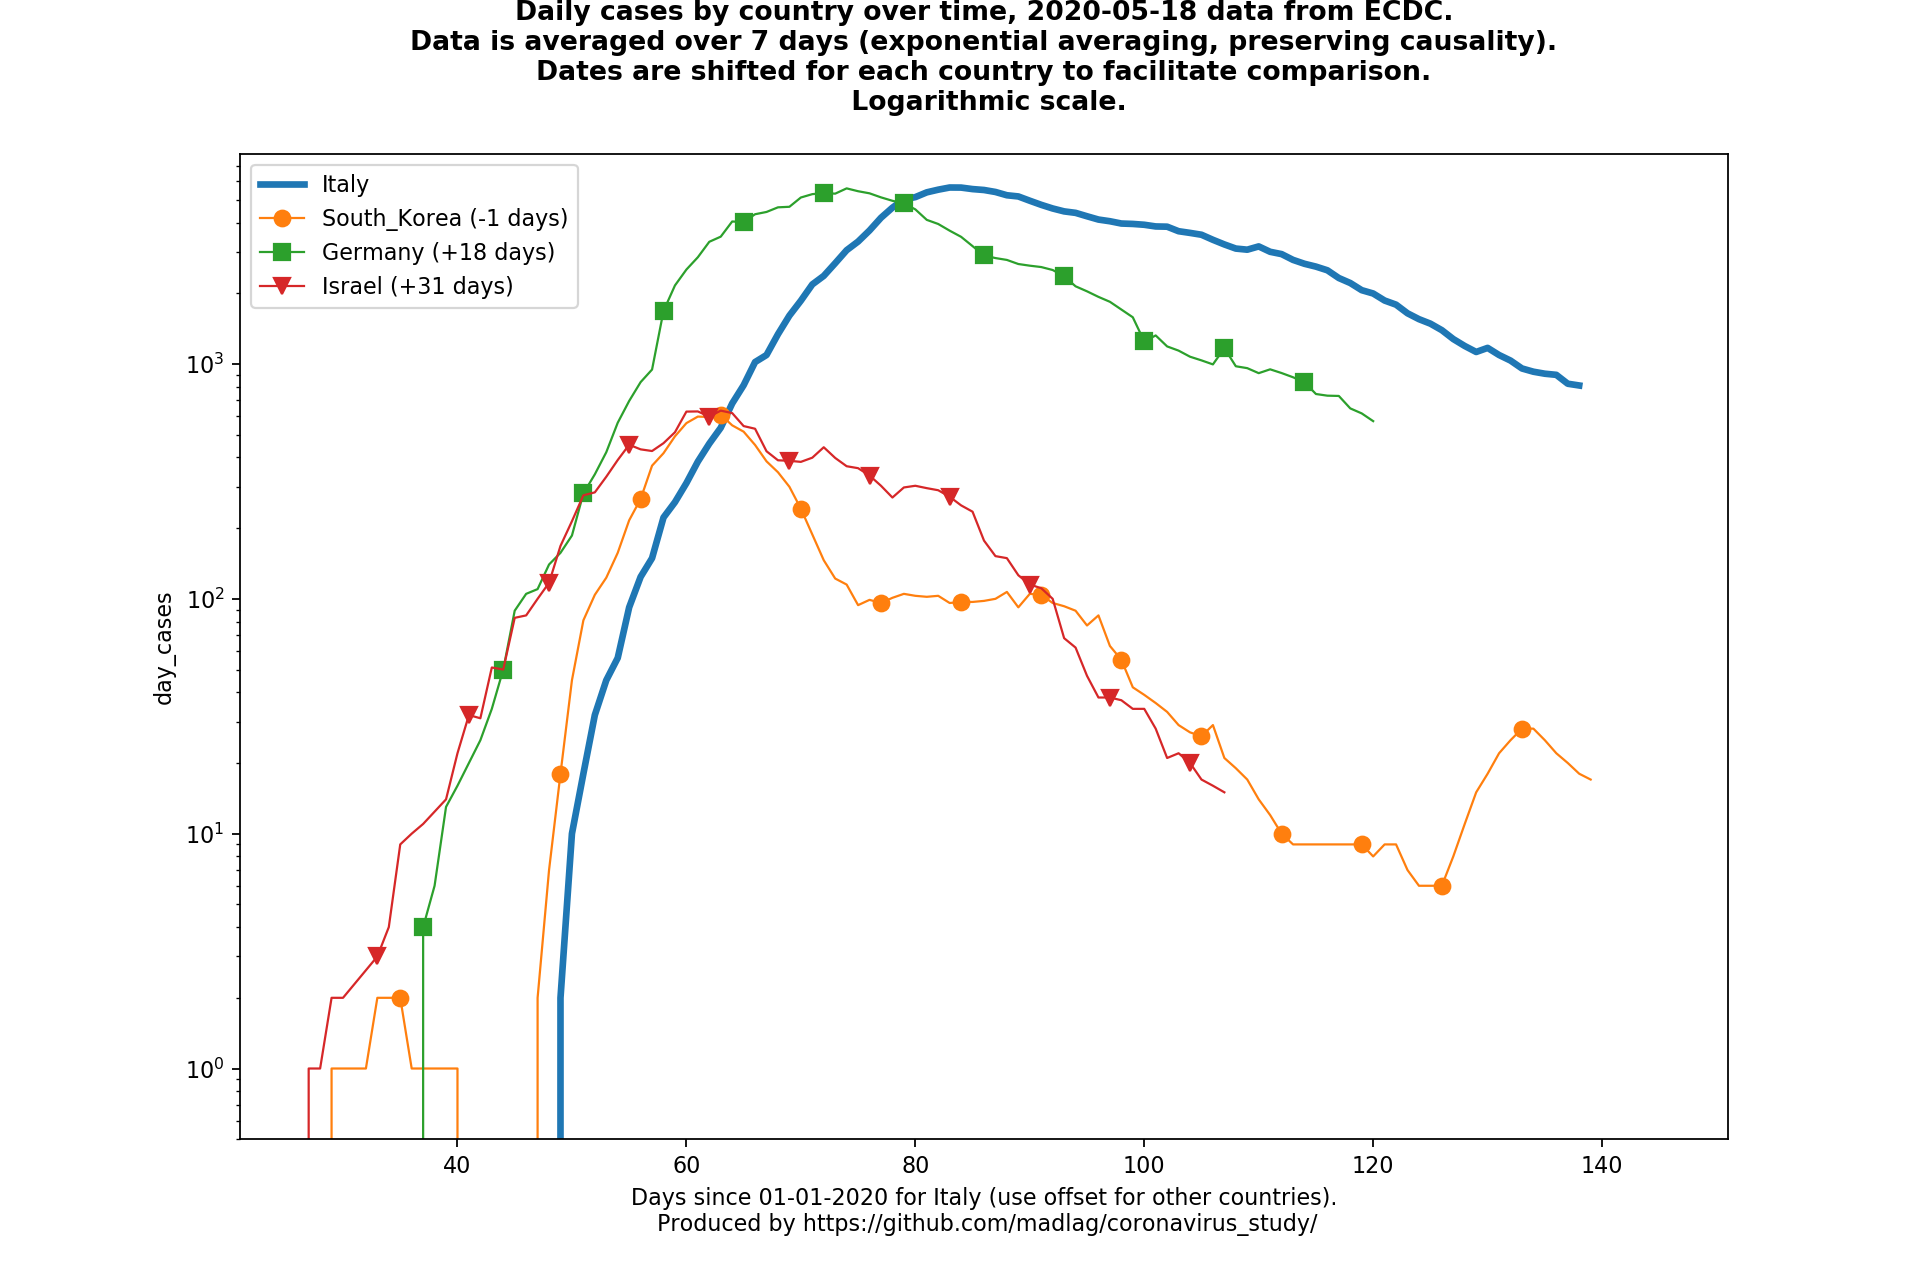 Daily cases by country over time, 2020-05-18 data from ECDC.
Data is averaged over 7 days (exponential averaging, preserving causality).
Dates are shifted for each country to facilitate comparison.
Logarithmic scale.
Italy
South_Korea (-1 days)
Germany (+18 days)
Israel (+31 days)
day_cases
10³
10²
10¹
10⁰
40 60 80 100 120 140
Days since 01-01-2020 for Italy (use offset for other countries).
Produced by https://github.com/madlag/coronavirus_study/